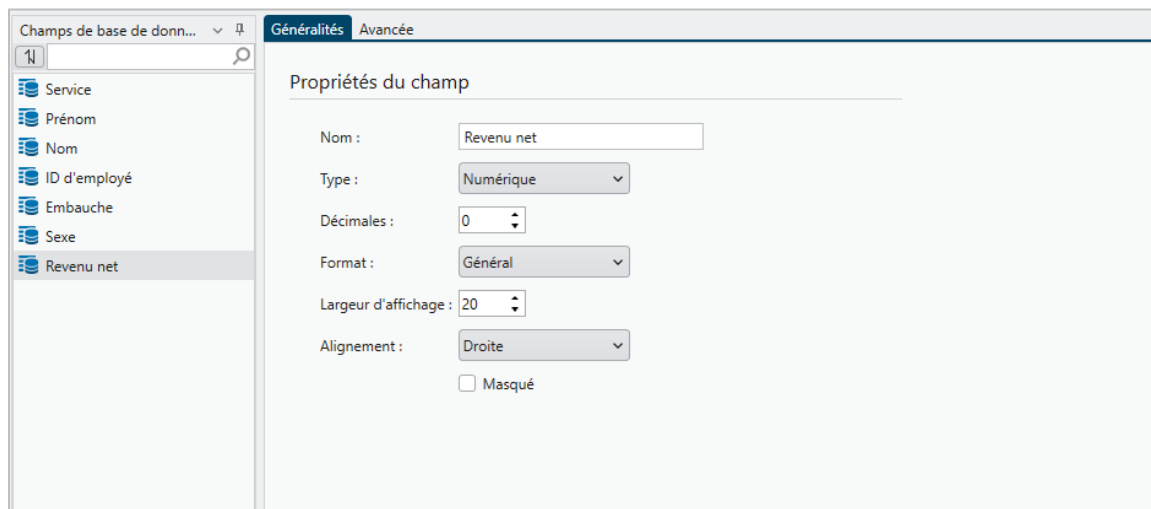 Champs de base de donn...
Généralités Avancée
Service
Prénom
Nom
ID d'employé
Embauche
Sexe
Revenu net
Propriétés du champ
Nom : Revenu net
Type : Numérique
Décimales : 0
Format : Général
Largeur d'affichage : 20
Alignement : Droite
Masqué